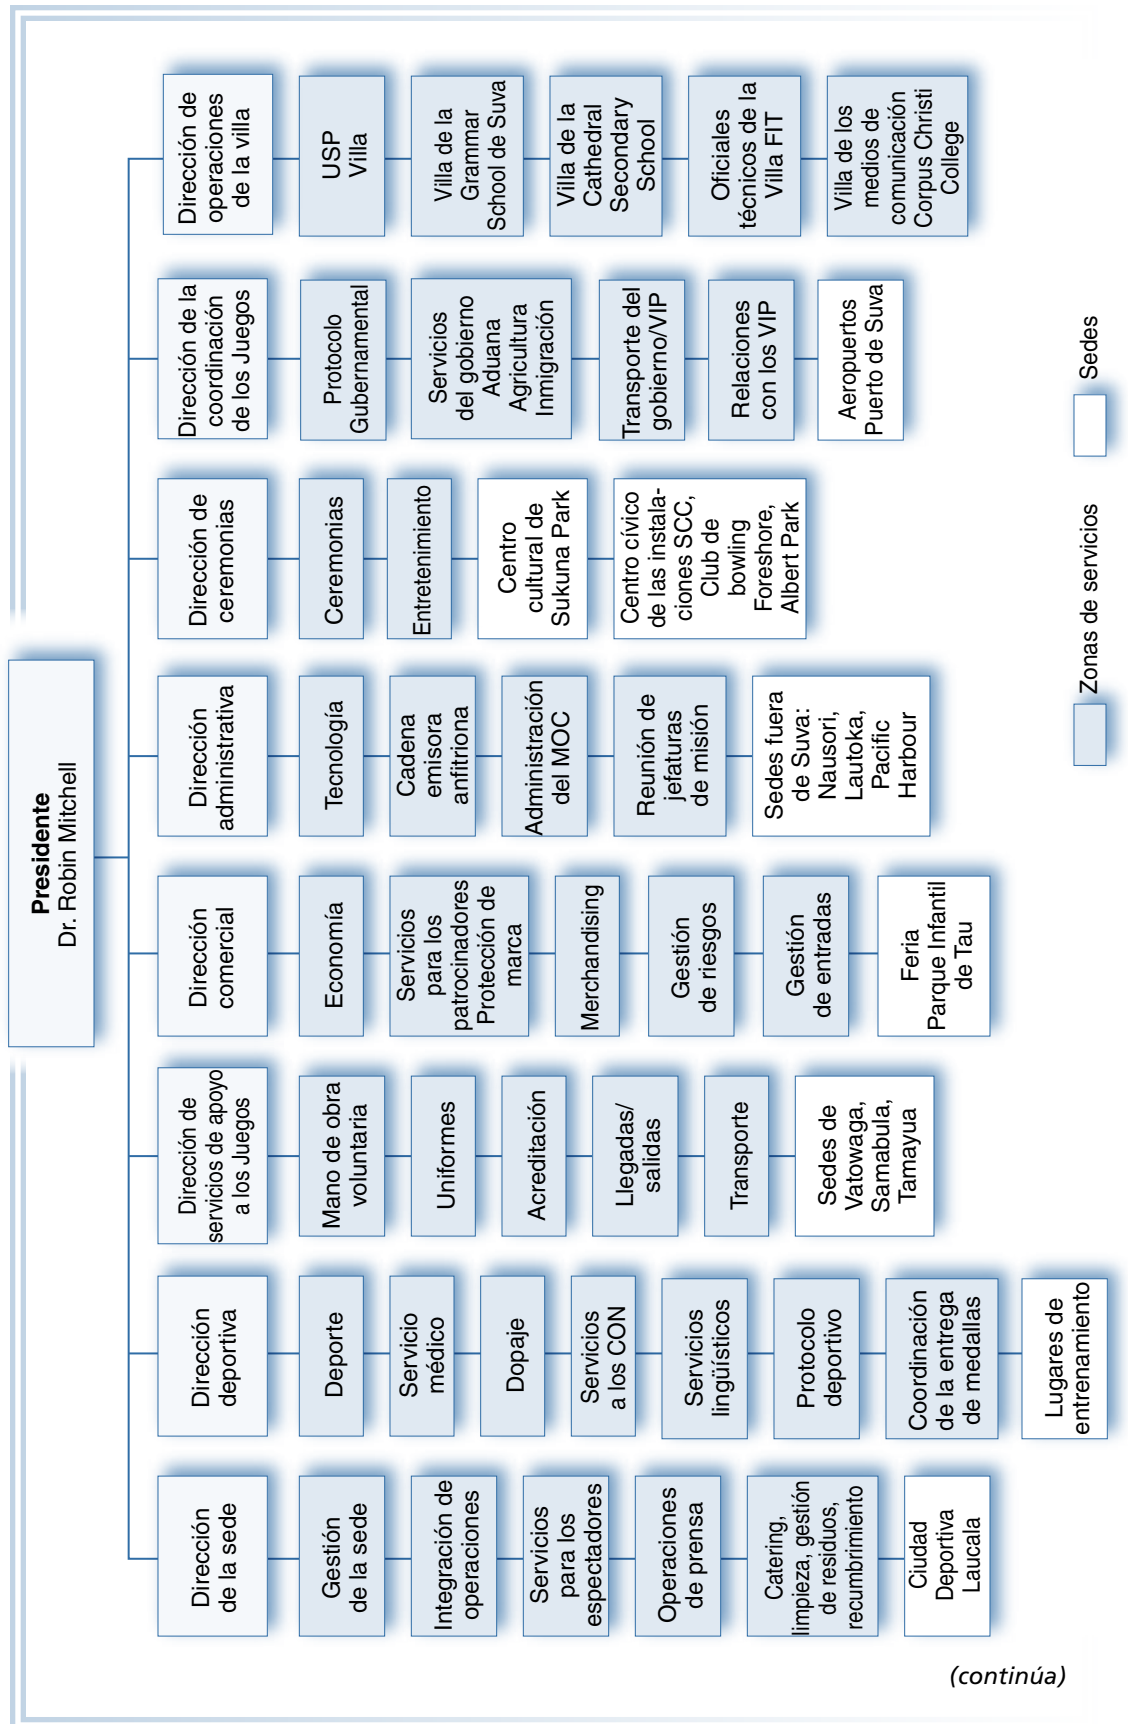 Presidente
Dr. Robin Mitchell
Dirección
de la sede
Gestión
de la sede
Integración de
operaciones
Servicios
para los
espectadores
Operaciones
de prensa
Catering,
limpieza, gestión
de residuos,
recumbrimiento
Ciudad
Deportiva
Laucala
Dirección
deportiva
Deporte
Servicio
médico
Dopaje
Servicios
a los CON
Servicios
lingüísticos
Protocolo
deportivo
Coordinación
de la entrega
de medallas
Lugares de
entrenamiento
Dirección de
servicios de apoyo
a los Juegos
Mano de obra
voluntaria
Uniformes
Acreditación
Llegadas/
salidas
Transporte
Sedes de
Vatowaga,
Samabula,
Tamayua
Dirección
comercial
Economía
Servicios
para los
patrocinadores
Protección de
marca
Merchandising
Gestión
de riesgos
Gestión
de entradas
Feria
Parque Infantil
de Tau
Dirección
administrativa
Tecnología
Cadena
emisora
anfitriona
Administración
del MOC
Reunión de
jefaturas
de misión
Sedes fuera
de Suva:
Nausori,
Lautoka,
Pacific
Harbour
Dirección de
ceremonias
Ceremonias
Entretenimiento
Centro
cultural de
Sukuna Park
Centro cívico
de las instala-
ciones SCC,
Club de
bowling
Foreshore,
Albert Park
Dirección de la
coordinación
de los Juegos
Protocolo
Gubernamental
Servicios
del gobierno
Aduana
Agricultura
Inmigración
Transporte del
gobierno/VIP
Relaciones
con los VIP
Aeropuertos
Puerto de Suva
Dirección de
operaciones
de la villa
USP
Villa
Villa de la
Grammar
School de Suva
Villa de la
Cathedral
Secondary
School
Oficiales
técnicos de la
Villa FIT
Villa de los
medios de
comunicación
Corpus Christi
College
Zonas de servicios
Sedes
(continúa)